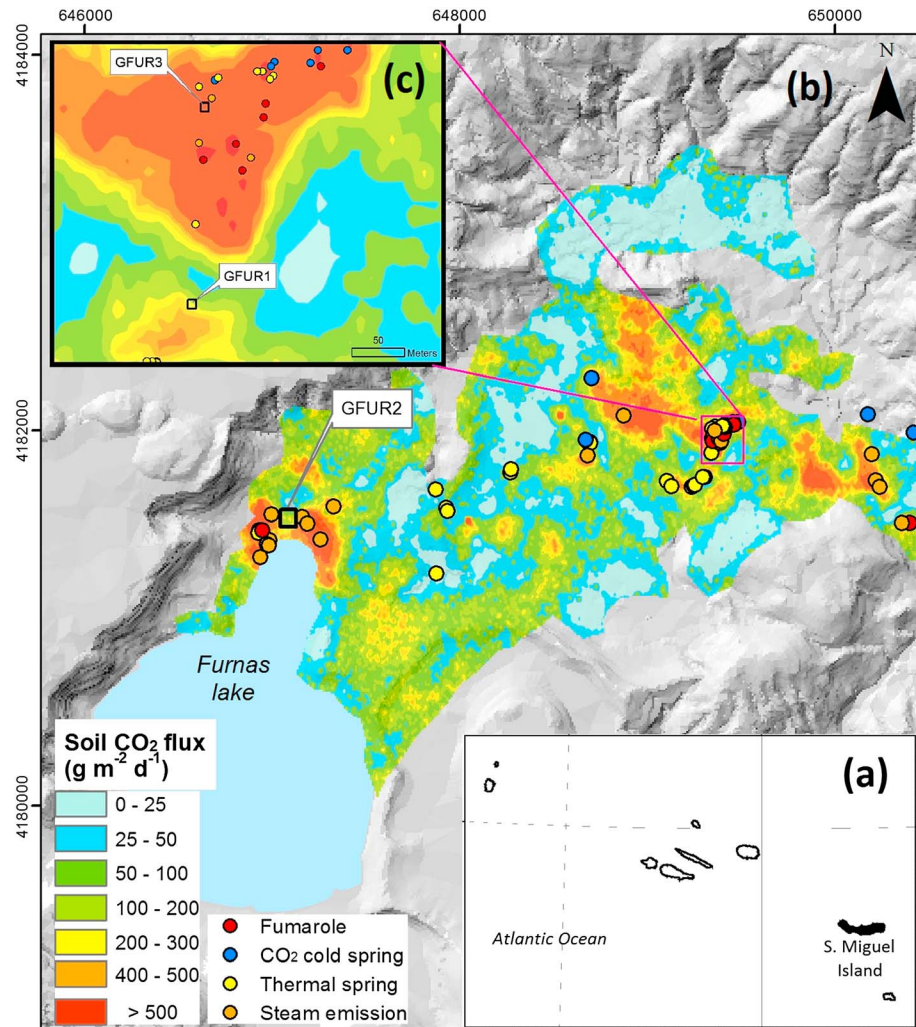 646000
648000
650000
4184000
4182000
4180000
N
(b)
(c)
GFUR3
GFUR1
50
Meters
GFUR2
Furnas
lake
Soil CO₂ flux
(g m⁻² d⁻¹)
0 - 25
25 - 50
50 - 100
100 - 200
200 - 300
400 - 500
> 500
Fumarole
CO₂ cold spring
Thermal spring
Steam emission
(a)
Atlantic Ocean
S. Miguel
Island